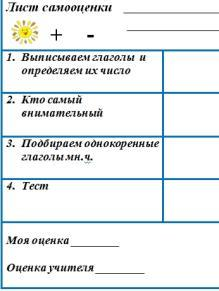 Лист самооценки ____________
+ - ____________
1. Выписываем глаголы и
определяем их число
2. Кто самый
внимательный
3. Подбираем однокоренные
глаголы мн.ч.
4. Тест
Моя оценка________
Оценка учителя________